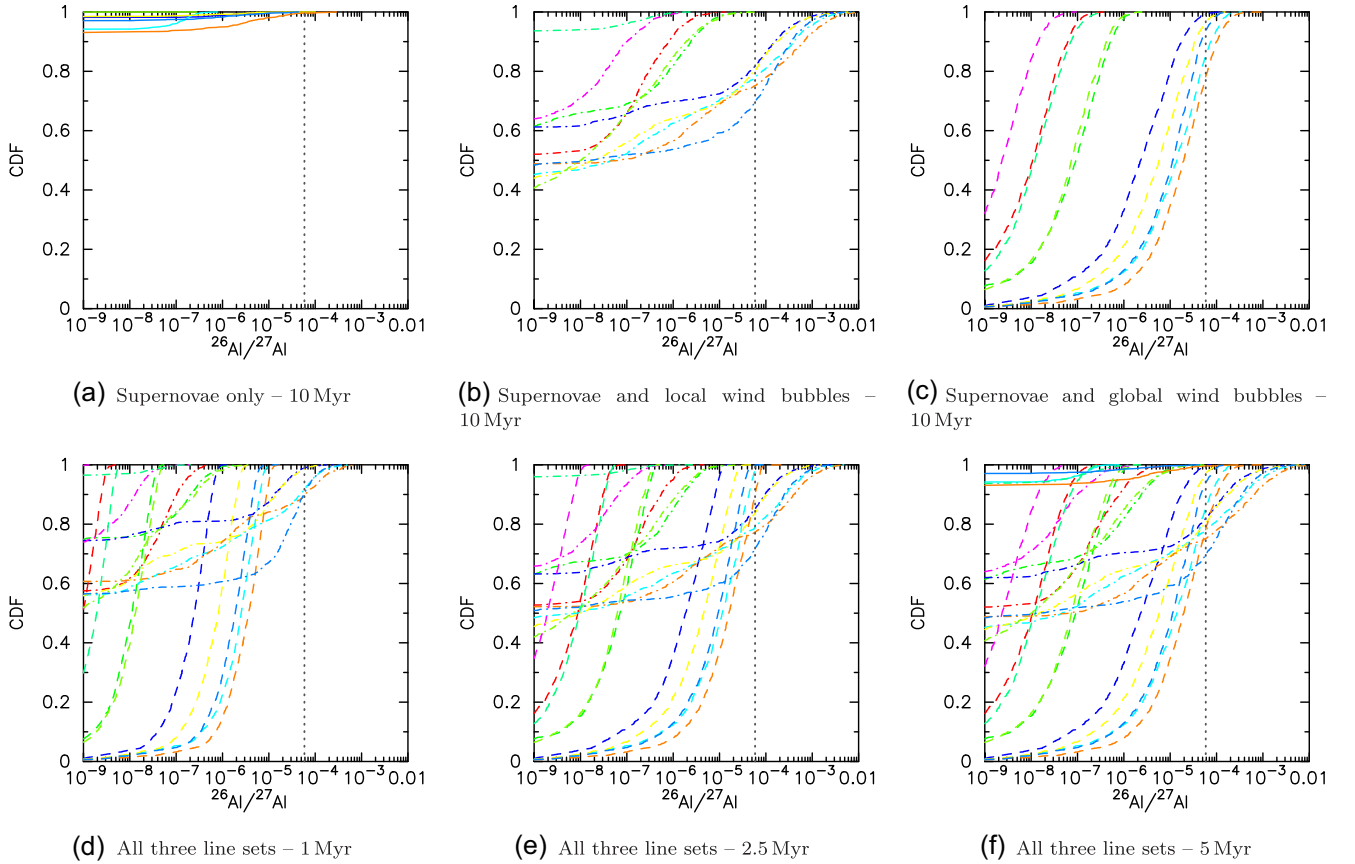 1
0.8
0.6
0.4
0.2
0
CDF
10⁻⁹ 10⁻⁸ 10⁻⁷ 10⁻⁶ 10⁻⁵ 10⁻⁴ 10⁻³ 0.01
²⁶Al/²⁷Al
(a) Supernovae only – 10 Myr
1
0.8
0.6
0.4
0.2
0
CDF
10⁻⁹ 10⁻⁸ 10⁻⁷ 10⁻⁶ 10⁻⁵ 10⁻⁴ 10⁻³ 0.01
²⁶Al/²⁷Al
(b) Supernovae and local wind bubbles –
10 Myr
1
0.8
0.6
0.4
0.2
0
CDF
10⁻⁹ 10⁻⁸ 10⁻⁷ 10⁻⁶ 10⁻⁵ 10⁻⁴ 10⁻³ 0.01
²⁶Al/²⁷Al
(c) Supernovae and global wind bubbles –
10 Myr
1
0.8
0.6
0.4
0.2
0
CDF
10⁻⁹ 10⁻⁸ 10⁻⁷ 10⁻⁶ 10⁻⁵ 10⁻⁴ 10⁻³ 0.01
²⁶Al/²⁷Al
(d) All three line sets – 1 Myr
1
0.8
0.6
0.4
0.2
0
CDF
10⁻⁹ 10⁻⁸ 10⁻⁷ 10⁻⁶ 10⁻⁵ 10⁻⁴ 10⁻³ 0.01
²⁶Al/²⁷Al
(e) All three line sets – 2.5 Myr
1
0.8
0.6
0.4
0.2
0
CDF
10⁻⁹ 10⁻⁸ 10⁻⁷ 10⁻⁶ 10⁻⁵ 10⁻⁴ 10⁻³ 0.01
²⁶Al/²⁷Al
(f) All three line sets – 5 Myr